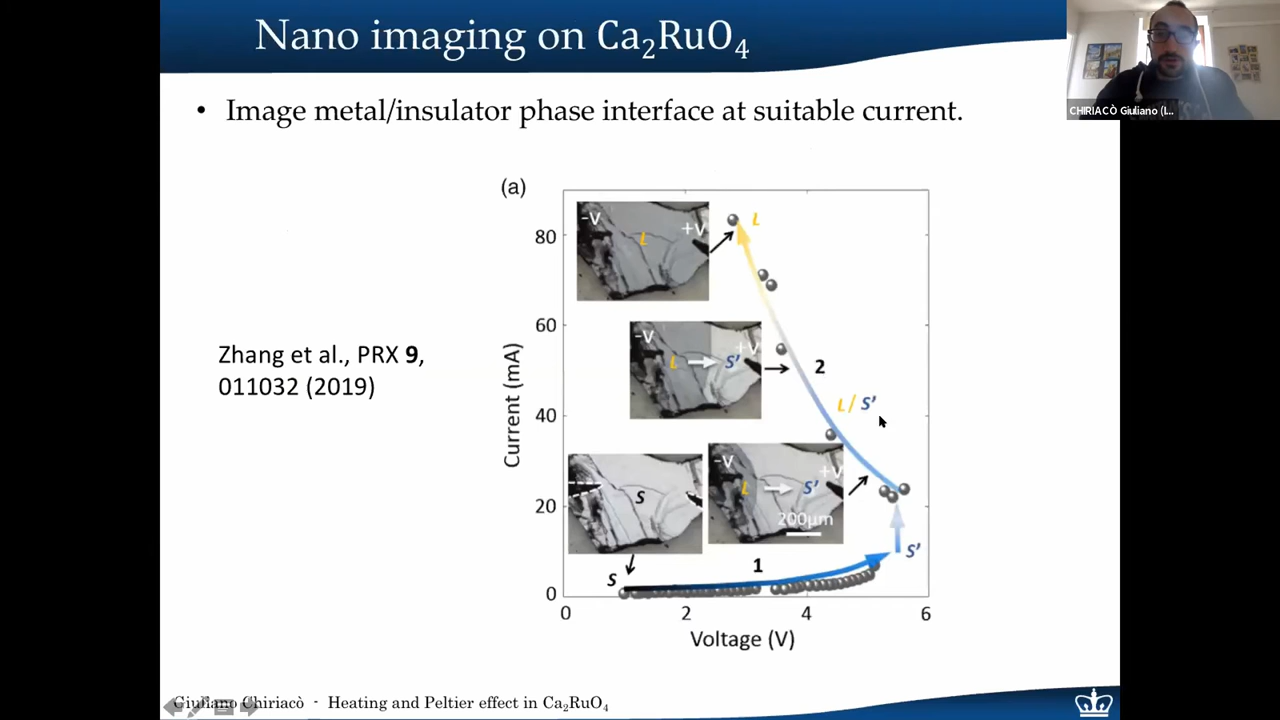 Nano imaging on Ca₂RuO₄
CHIRIACÒ Giuliano (I...
• Image metal/insulator phase interface at suitable current.
Zhang et al., PRX 9,
011032 (2019)
(a)
Current (mA)
80
60
40
20
0
-V
L
+V
L
-V
L
S'
+V
2
L/S'
S
-V
L
S'
+V
200μm
S
1
S'
0
2
4
6
Voltage (V)
Giuliano Chiriacò - Heating and Peltier effect in Ca₂RuO₄